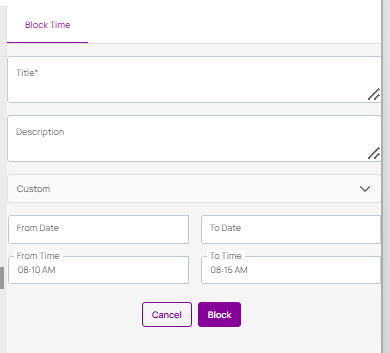 Block Time
Title*
Description
Custom
From Date To Date
From Time To Time
08:10 AM 08:15 AM
Cancel Block